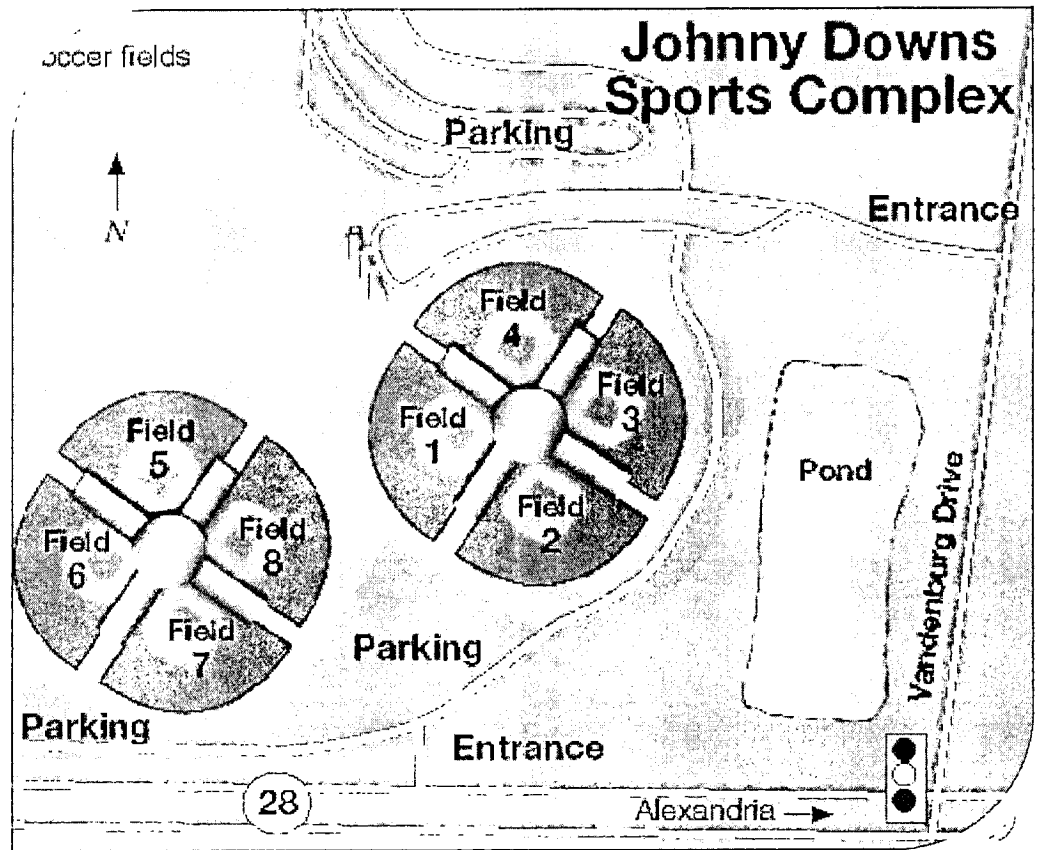 Johnny Downs
Sports Complex
occer fields
Parking
N
Entrance
Field
4
Field
3
Field
1
Field
2
Field
5
Field
8
Field
6
Field
7
Pond
Vandenburg Drive
Parking
Parking
Entrance
28
Alexandria